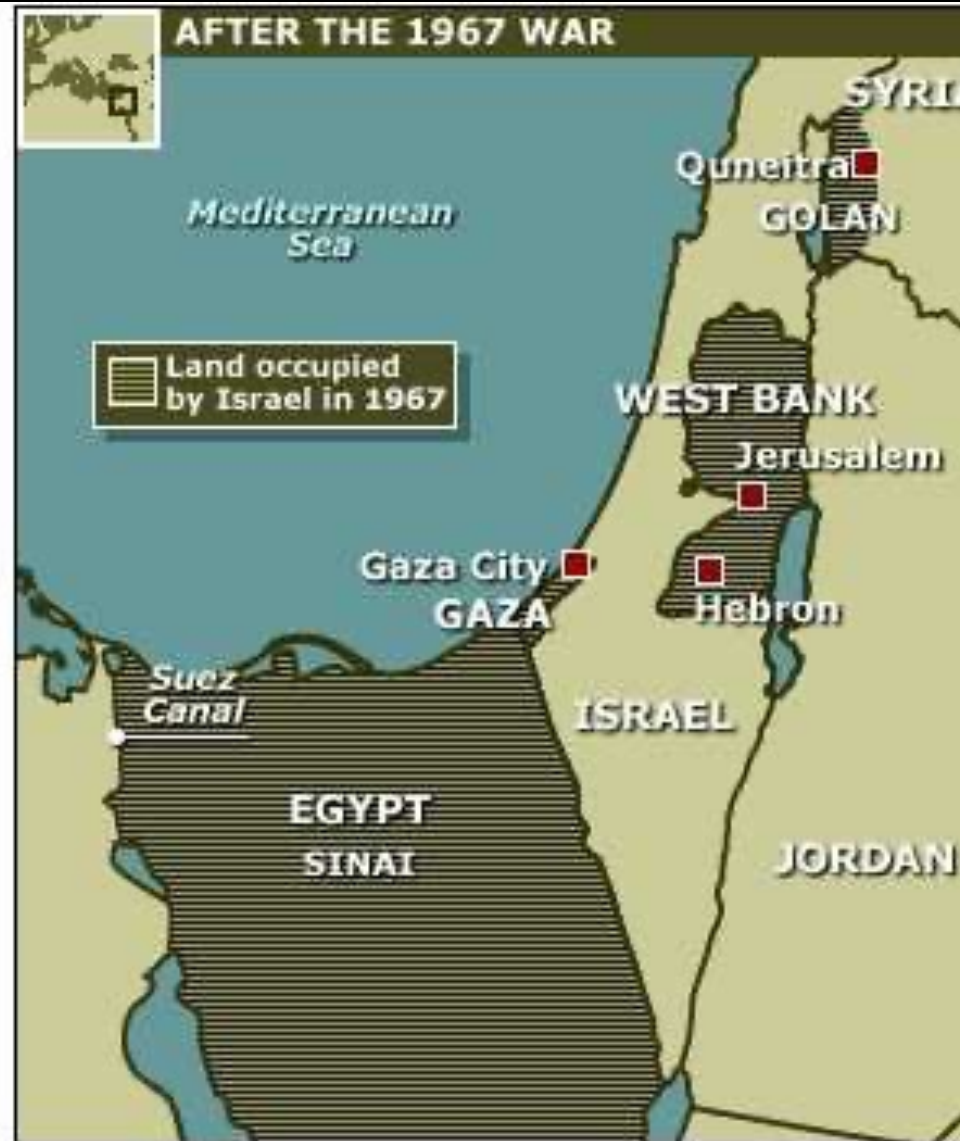 AFTER THE 1967 WAR
SYRIA
Quneitra
GOLAN
Mediterranean
Sea
Land occupied
by Israel in 1967
WEST BANK
Jerusalem
Gaza City
GAZA
Hebron
Suez
Canal
ISRAEL
EGYPT
SINAI
JORDAN